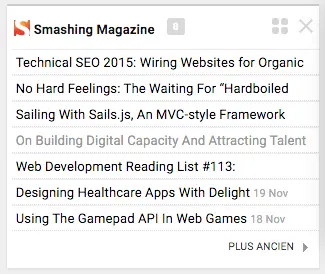 Smashing Magazine 8
Technical SEO 2015: Wiring Websites for Organic
No Hard Feelings: The Waiting For “Hardboiled
Sailing With Sails.js, An MVC-style Framework
On Building Digital Capacity And Attracting Talent
Web Development Reading List #113:
Designing Healthcare Apps With Delight 19 Nov
Using The Gamepad API In Web Games 18 Nov
PLUS ANCIEN